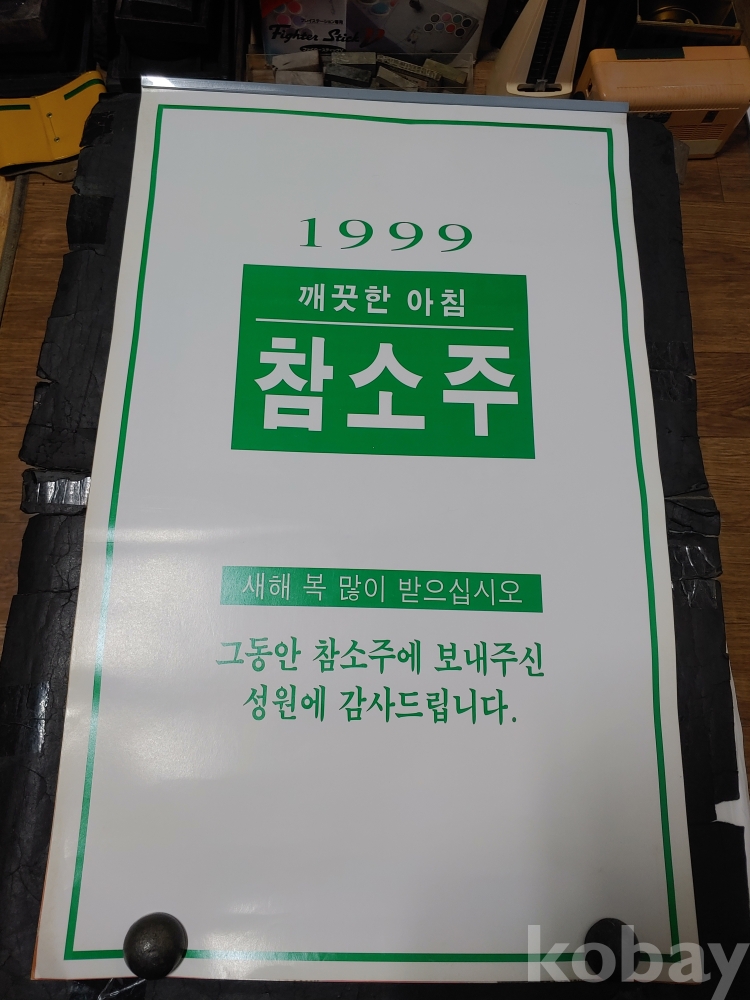 Fighter Stick
1999
깨끗한 아침
참소주
새해 복 많이 받으십시오
그동안 참소주에 보내주신
성원에 감사드립니다.
kobay